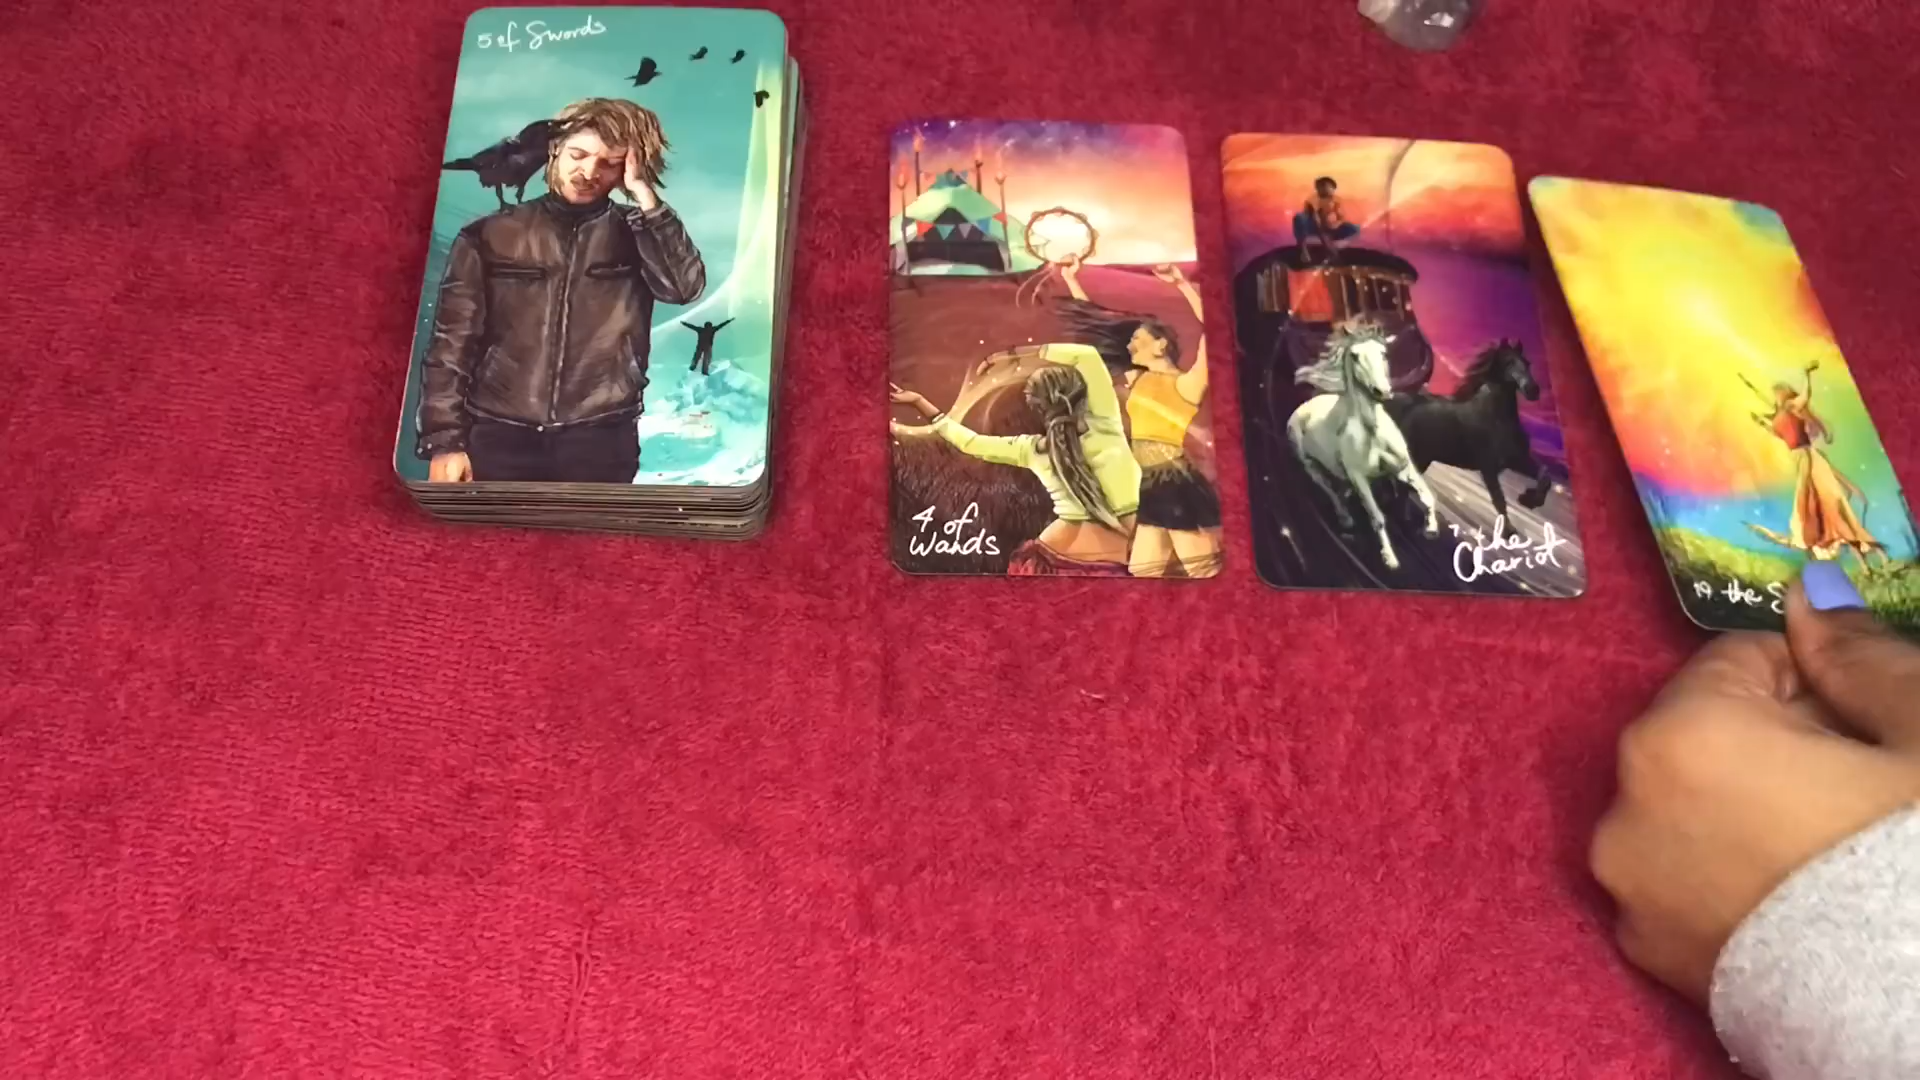 5 of Swords
4 of
Wands
7. the
Chariot
19 the S